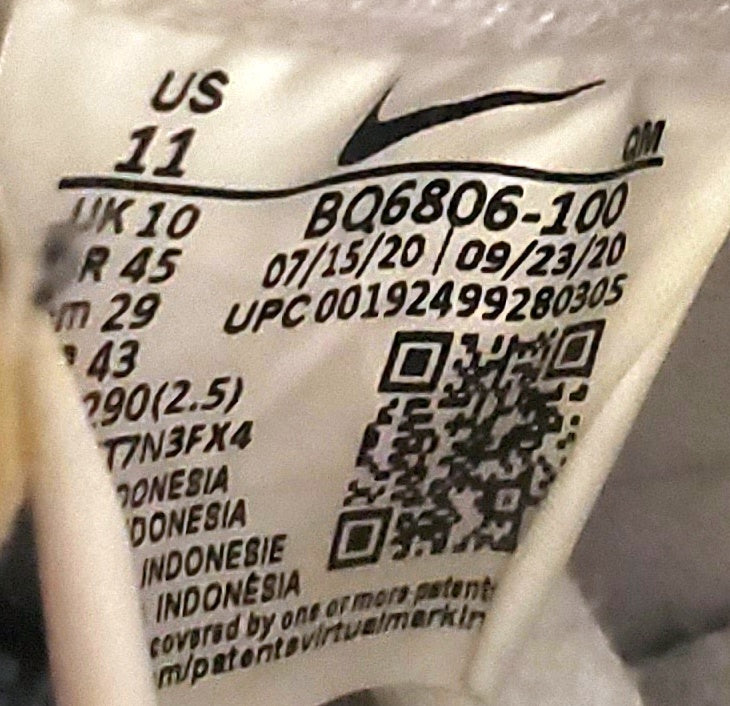 US
11
QM
UK 10
BQ6806-100
R 45
07/15/20 | 09/23/20
m 29
UPC 00192499280305
43
290(2.5)
T7N3FX4
DONESIA
DONESIA
INDONESIE
INDONÉSIA
covered by one or more patent
m/patentsvirtualmarkin